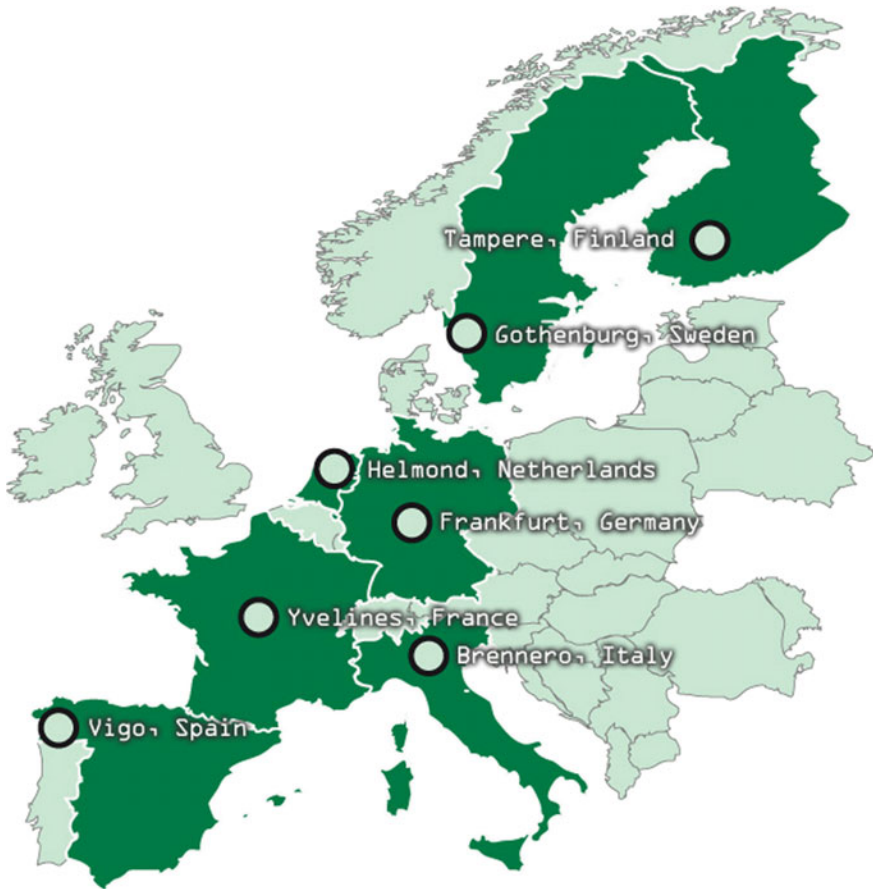 Tampere, Finland
Gothenburg, Sweden
Helmond, Netherlands
Frankfurt, Germany
Yvelines, France
Brennero, Italy
Vigo, Spain